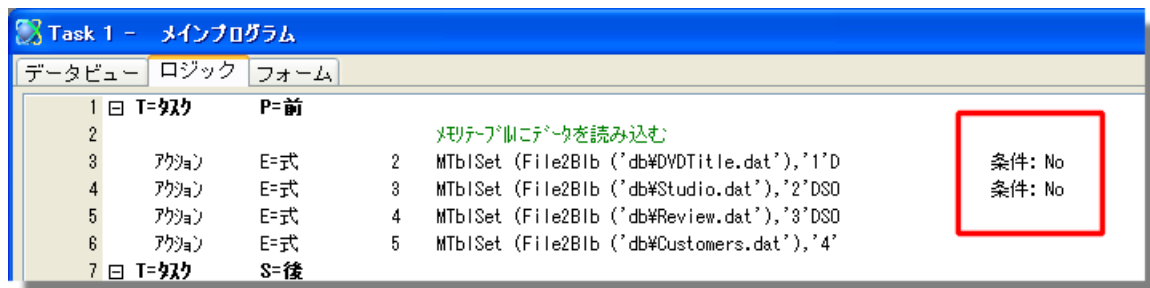 Task 1 - メインプログラム
データビュー ロジック フォーム
1 T=ﾀｽｸ P=前
2 ﾒﾓﾘﾃｰﾌﾞﾙにﾃﾞｰﾀを読み込む
3 ｱｸｼｮﾝ E=式 2 MTblSet (File2Blb ('db¥DVDTitle.dat'),'1'D 条件: No
4 ｱｸｼｮﾝ E=式 3 MTblSet (File2Blb ('db¥Studio.dat'),'2'DSO 条件: No
5 ｱｸｼｮﾝ E=式 4 MTblSet (File2Blb ('db¥Review.dat'),'3'DSO
6 ｱｸｼｮﾝ E=式 5 MTblSet (File2Blb ('db¥Customers.dat'),'4'
7 T=ﾀｽｸ S=後